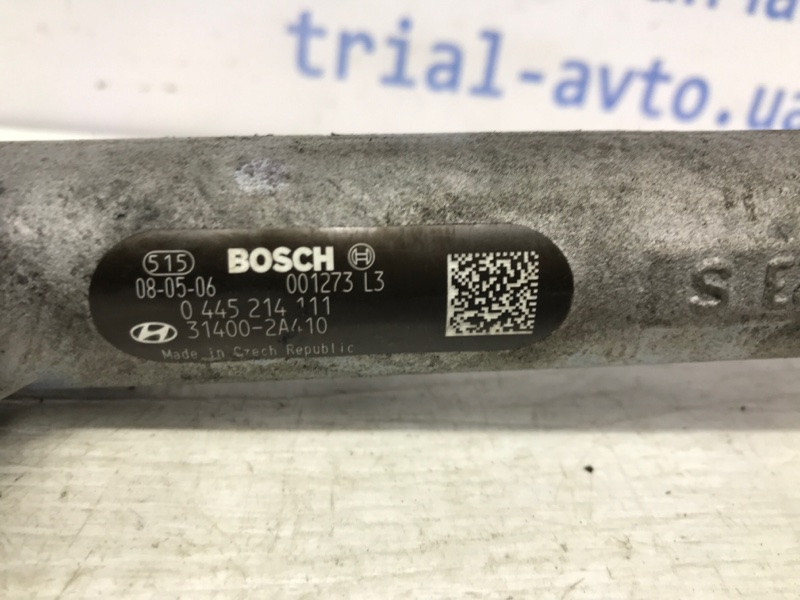 trial-avto.ua
515 BOSCH
08-05-06 001273 L3
0 445 214 111
31400-2A410
Made in Czech Republic
S E